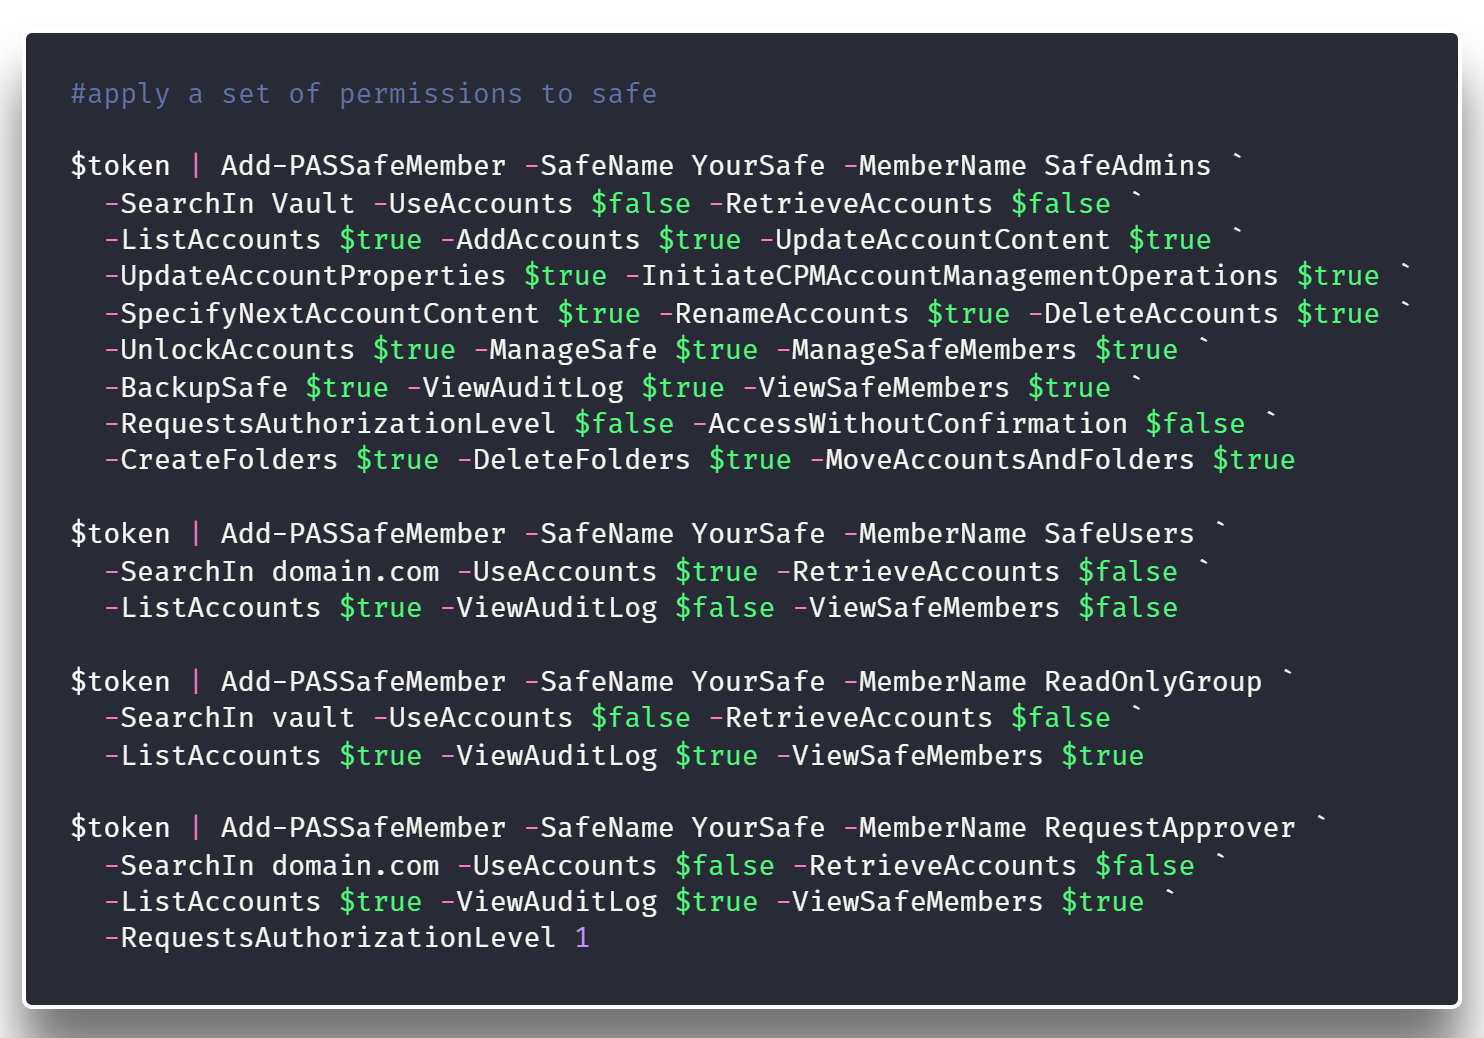 #apply a set of permissions to safe
$token | Add-PASSafeMember -SafeName YourSafe -MemberName SafeAdmins `
-SearchIn Vault -UseAccounts $false -RetrieveAccounts $false `
-ListAccounts $true -AddAccounts $true -UpdateAccountContent $true `
-UpdateAccountProperties $true -InitiateCPMAccountManagementOperations $true `
-SpecifyNextAccountContent $true -RenameAccounts $true -DeleteAccounts $true `
-UnlockAccounts $true -ManageSafe $true -ManageSafeMembers $true `
-BackupSafe $true -ViewAuditLog $true -ViewSafeMembers $true `
-RequestsAuthorizationLevel $false -AccessWithoutConfirmation $false `
-CreateFolders $true -DeleteFolders $true -MoveAccountsAndFolders $true
$token | Add-PASSafeMember -SafeName YourSafe -MemberName SafeUsers `
-SearchIn domain.com -UseAccounts $true -RetrieveAccounts $false `
-ListAccounts $true -ViewAuditLog $false -ViewSafeMembers $false
$token | Add-PASSafeMember -SafeName YourSafe -MemberName ReadOnlyGroup `
-SearchIn vault -UseAccounts $false -RetrieveAccounts $false `
-ListAccounts $true -ViewAuditLog $true -ViewSafeMembers $true
$token | Add-PASSafeMember -SafeName YourSafe -MemberName RequestApprover `
-SearchIn domain.com -UseAccounts $false -RetrieveAccounts $false `
-ListAccounts $true -ViewAuditLog $true -ViewSafeMembers $true `
-RequestsAuthorizationLevel 1